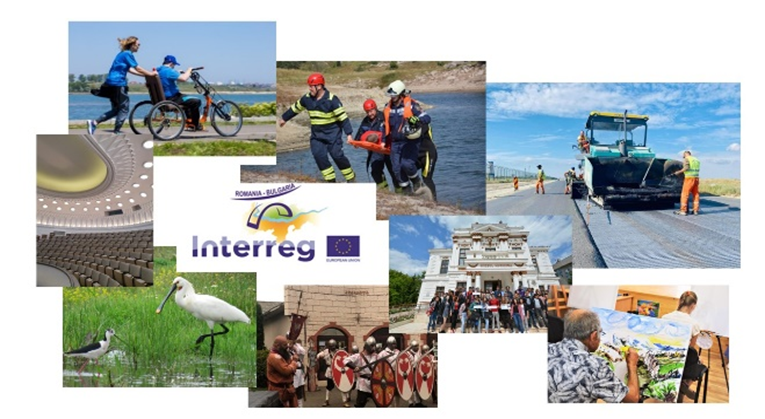 ROMANIA - BULGARIA
Interreg
EUROPEAN UNION